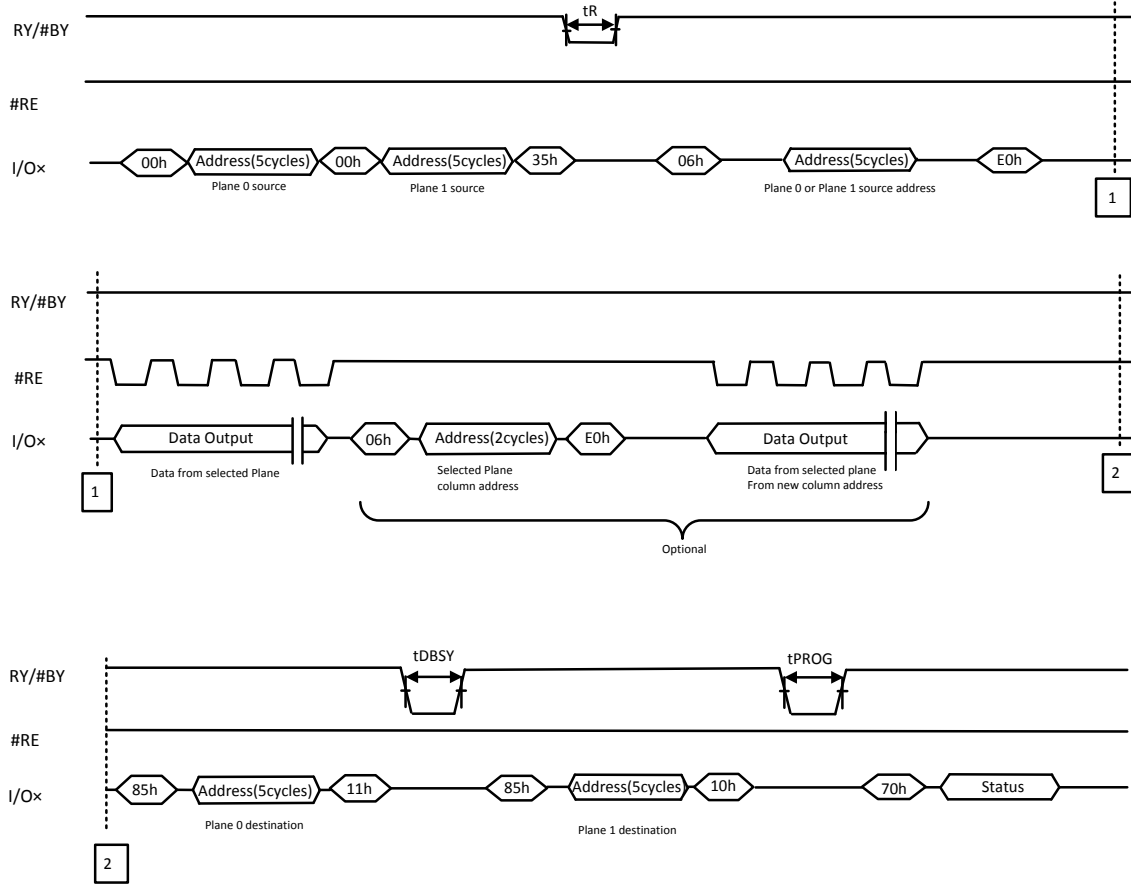 tR
RY/#BY
#RE
I/O×
00h Address(5cycles) 00h Address(5cycles) 35h 06h Address(5cycles) E0h
Plane 0 source Plane 1 source Plane 0 or Plane 1 source address
1
RY/#BY
#RE
I/O×
Data Output 06h Address(2cycles) E0h Data Output
Data from selected Plane
Selected Plane
column address
Data from selected plane
From new column address
1
2
Optional
tDBSY tPROG
RY/#BY
#RE
I/O×
85h Address(5cycles) 11h 85h Address(5cycles) 10h 70h Status
Plane 0 destination Plane 1 destination
2